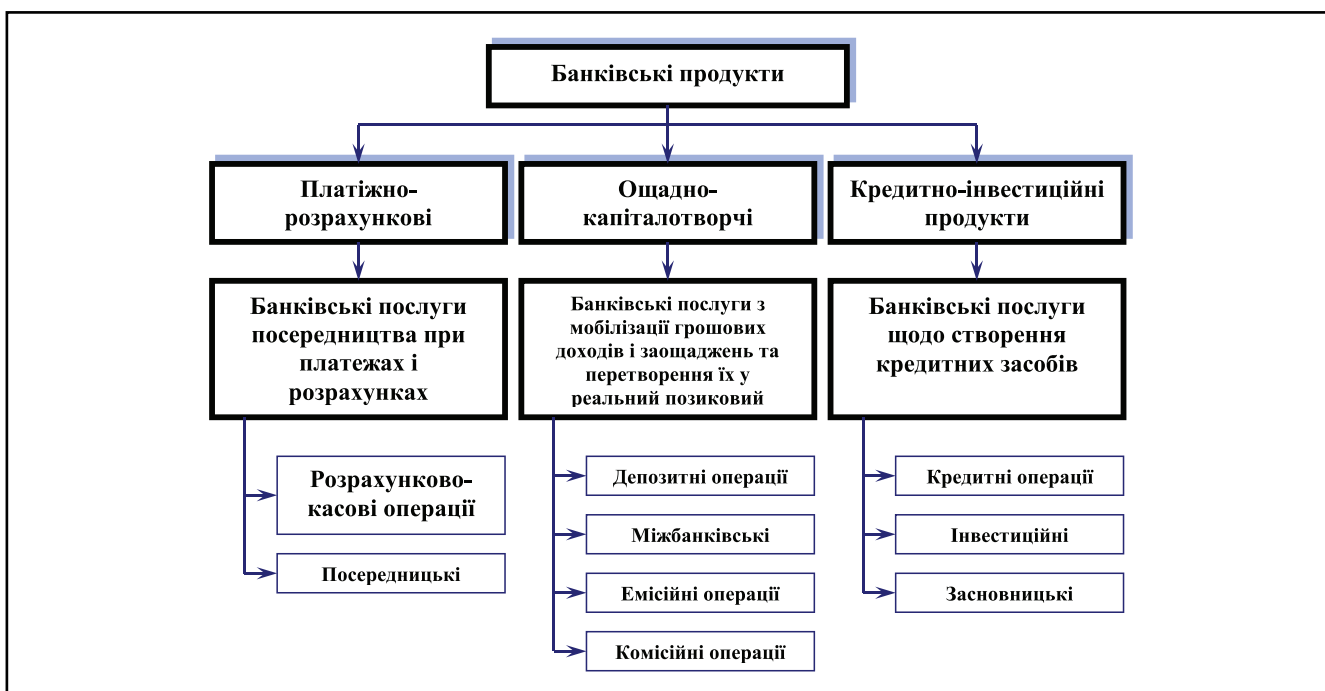 Банківські продукти
Платіжно-
розрахункові
Ощадно-
капіталотворчі
Кредитно-інвестиційні
продукти
Банківські послуги
посередництва при
платежах і
розрахунках
Банківські послуги з
мобілізації грошових
доходів і заощаджень та
перетворення їх у
реальний позиковий
Банківські послуги
щодо створення
кредитних засобів
Розрахунково-
касові операції
Посередницькі
Депозитні операції
Міжбанківські
Емісійні операції
Комісійні операції
Кредитні операції
Інвестиційні
Засновницькі